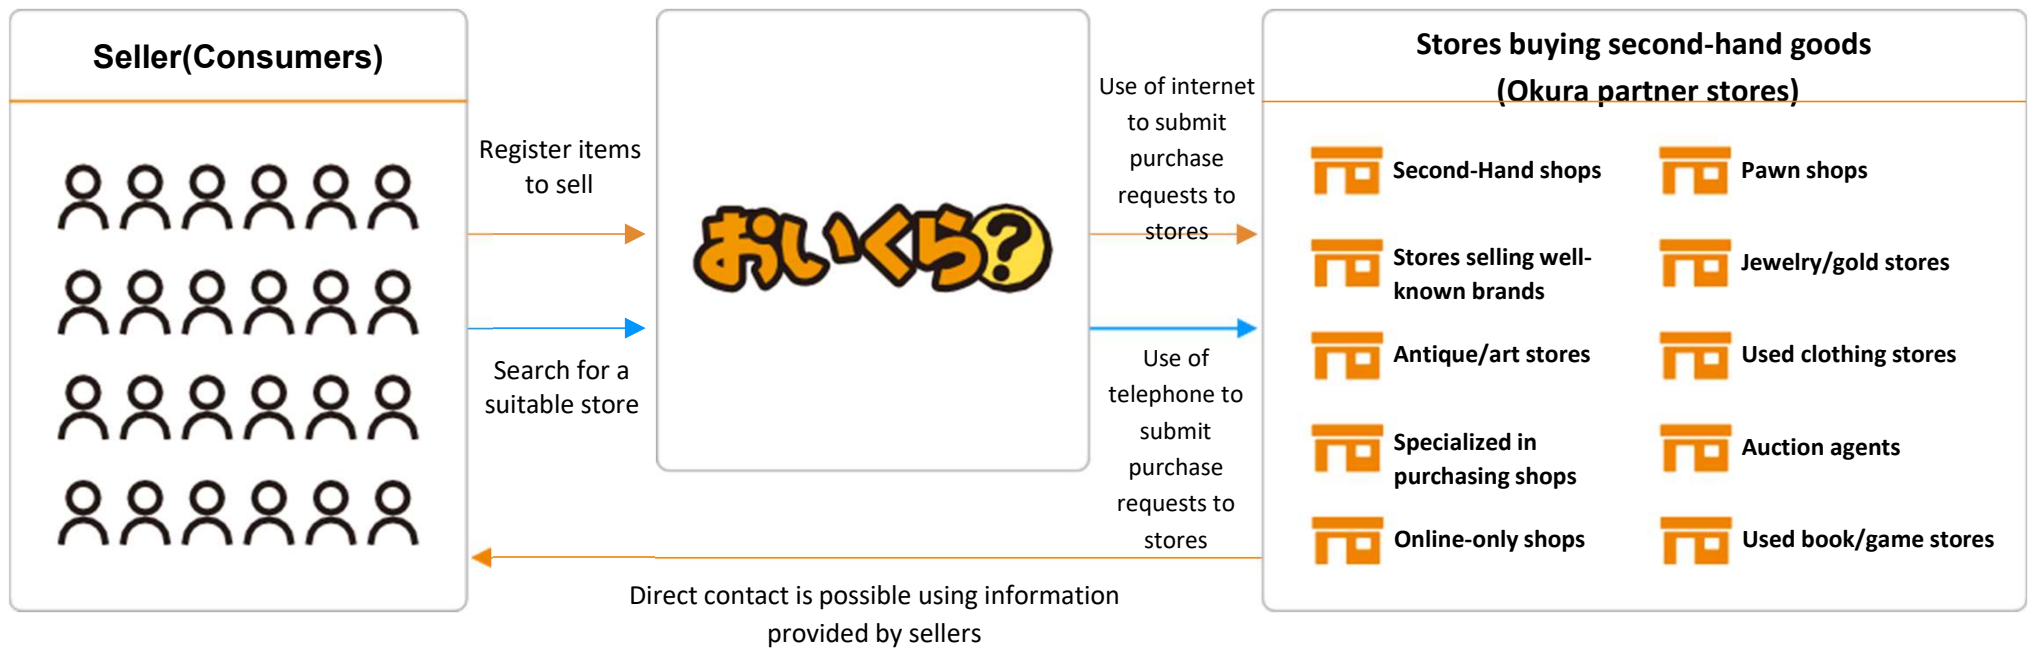 Seller(Consumers)
Register items
to sell
Search for a
suitable store
おいくら?
Use of internet
to submit
purchase
requests to
stores
Use of
telephone to
submit
purchase
requests to
stores
Direct contact is possible using information
provided by sellers
Stores buying second-hand goods
(Okura partner stores)
Second-Hand shops
Pawn shops
Stores selling well-
known brands
Jewelry/gold stores
Antique/art stores
Used clothing stores
Specialized in
purchasing shops
Auction agents
Online-only shops
Used book/game stores